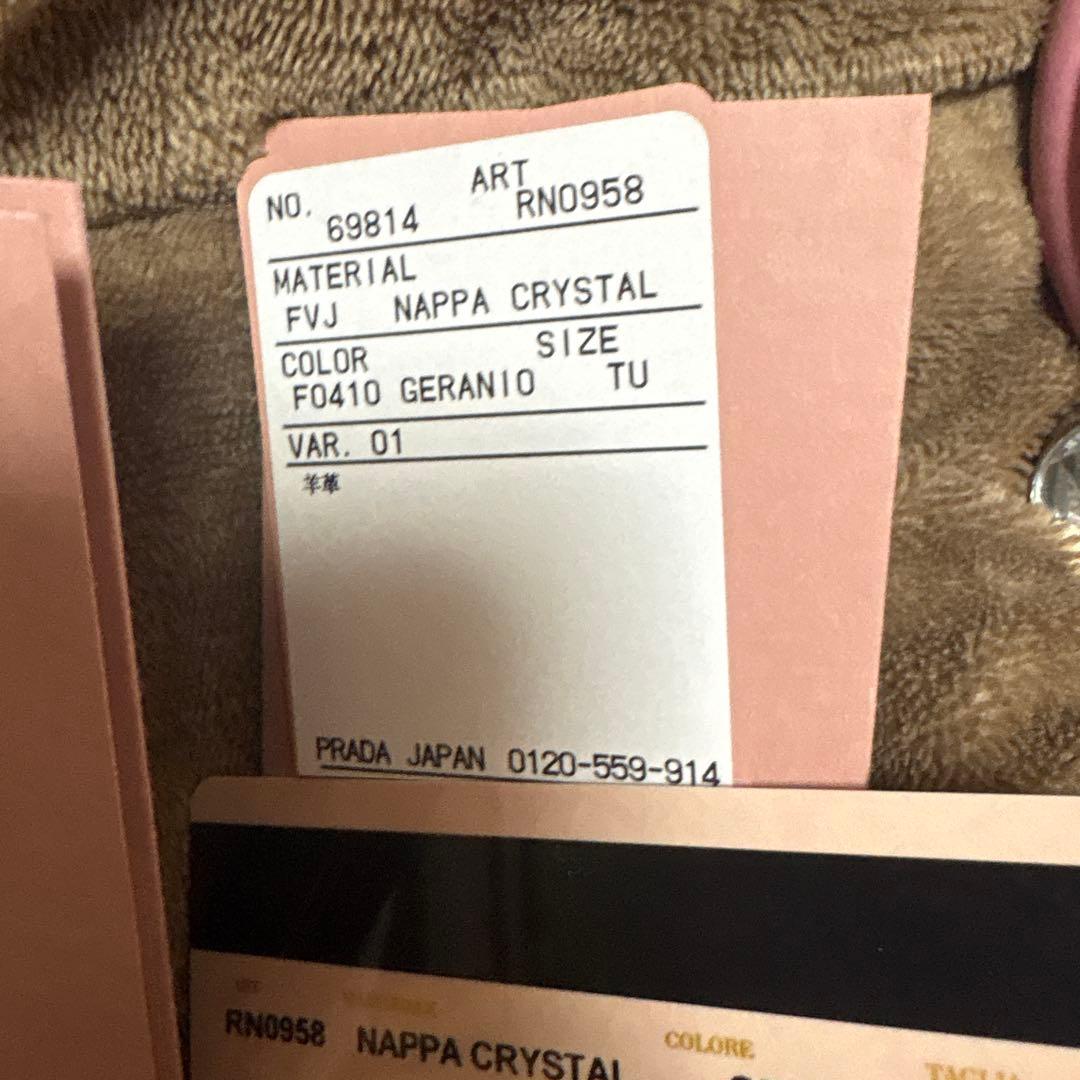 NO. ART
69814 RN0958
MATERIAL
FVJ NAPPA CRYSTAL
COLOR SIZE
F0410 GERANIO TU
VAR. 01
羊革
PRADA JAPAN 0120-559-914
COLORE
RN0958 NAPPA CRYSTAL